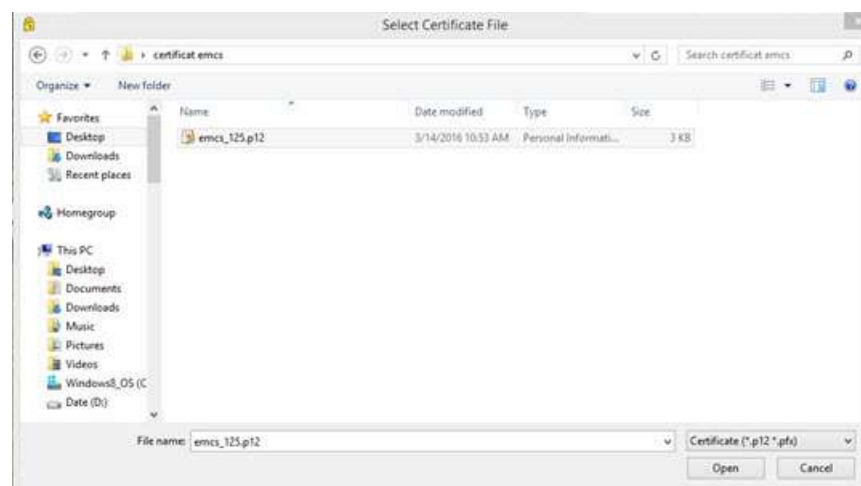 Select Certificate File
certificat emcs
Search certificat emcs
Organize
New folder
Name
Date modified
Type
Size
emcs_125.p12
3/14/2016 10:53 AM
Personal Informati...
3 KB
Favorites
Desktop
Downloads
Recent places
Homegroup
This PC
Desktop
Documents
Downloads
Music
Pictures
Videos
Windows8_OS (C
Date (D:)
File name: emcs_125.p12
Certificate (*.p12 *.pfx)
Open
Cancel